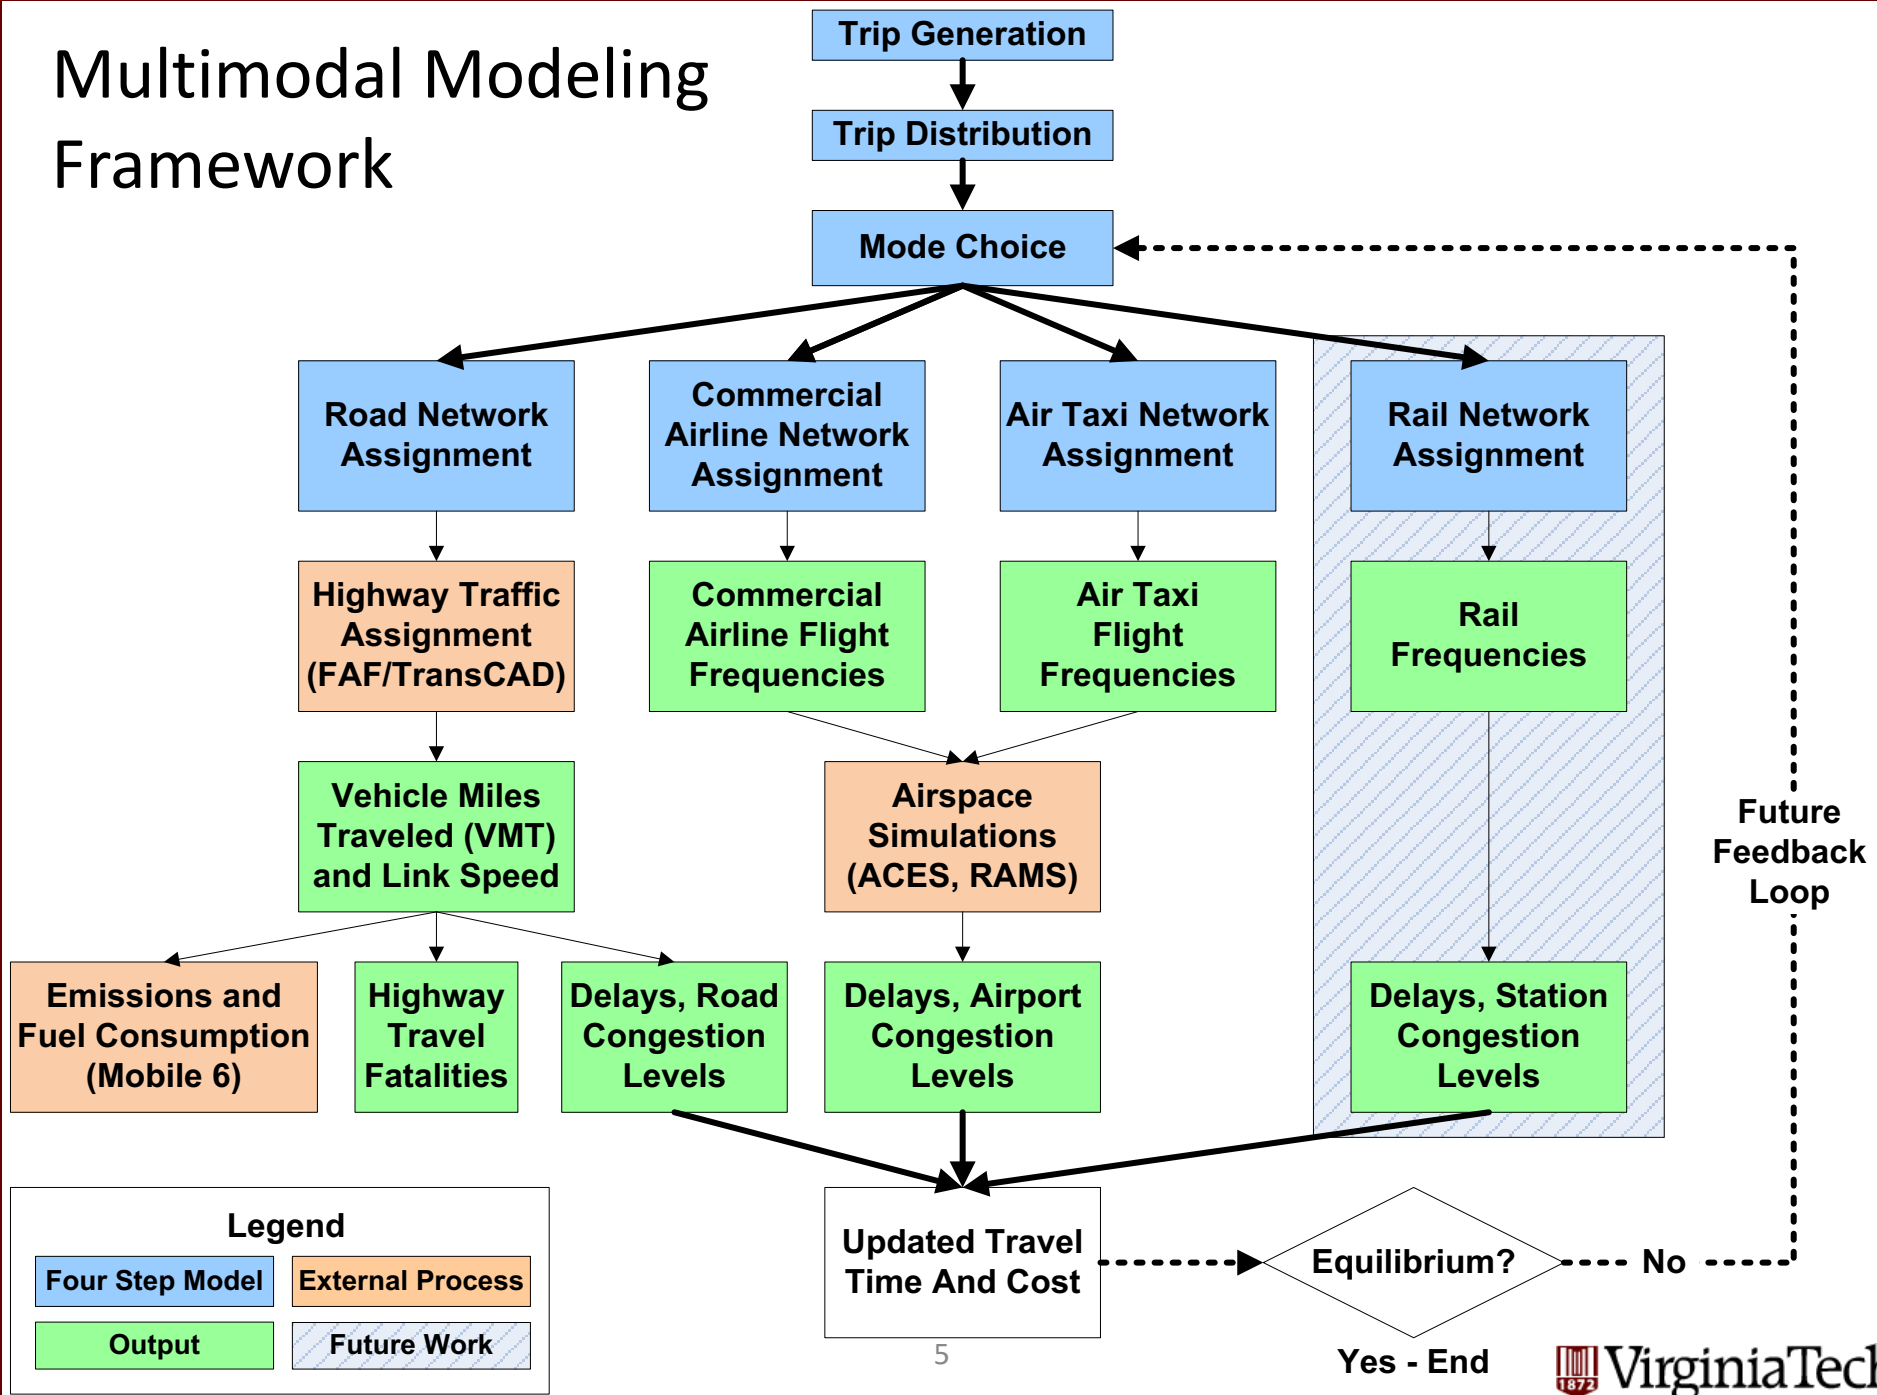 Multimodal Modeling
Framework
Trip Generation
Trip Distribution
Mode Choice
Road Network
Assignment
Commercial
Airline Network
Assignment
Air Taxi Network
Assignment
Rail Network
Assignment
Highway Traffic
Assignment
(FAF/TransCAD)
Commercial
Airline Flight
Frequencies
Air Taxi
Flight
Frequencies
Rail
Frequencies
Vehicle Miles
Traveled (VMT)
and Link Speed
Airspace
Simulations
(ACES, RAMS)
Future
Feedback
Loop
Emissions and
Fuel Consumption
(Mobile 6)
Highway
Travel
Fatalities
Delays, Road
Congestion
Levels
Delays, Airport
Congestion
Levels
Delays, Station
Congestion
Levels
Legend
Four Step Model
External Process
Output
Future Work
Updated Travel
Time And Cost
Equilibrium?
No
Yes - End
5
1872
VirginiaTech